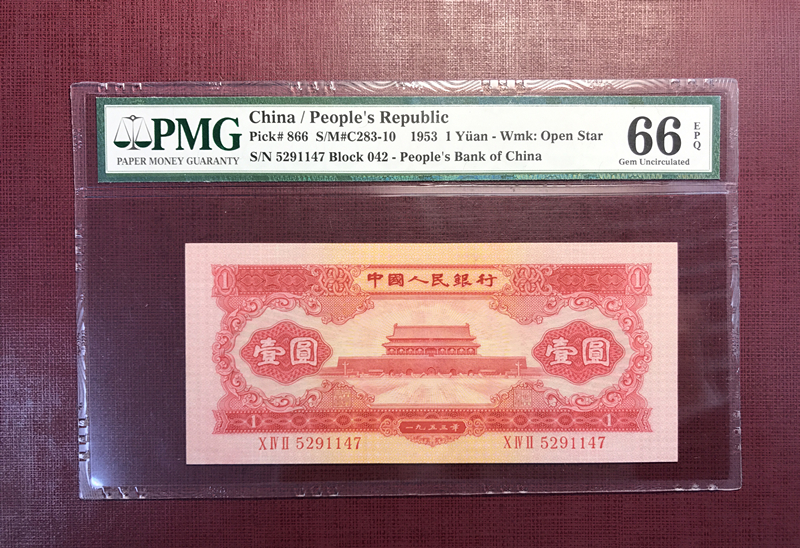 PMG
PAPER MONEY GUARANTY
China / People's Republic
Pick# 866 S/M#C283-10 1953 1 Yüan - Wmk: Open Star
S/N 5291147 Block 042 - People's Bank of China
66 EPQ
Gem Uncirculated
1 中國人民銀行 1
壹圓 壹圓
1 一九五三年 1
XIVII 5291147 XIVII 5291147